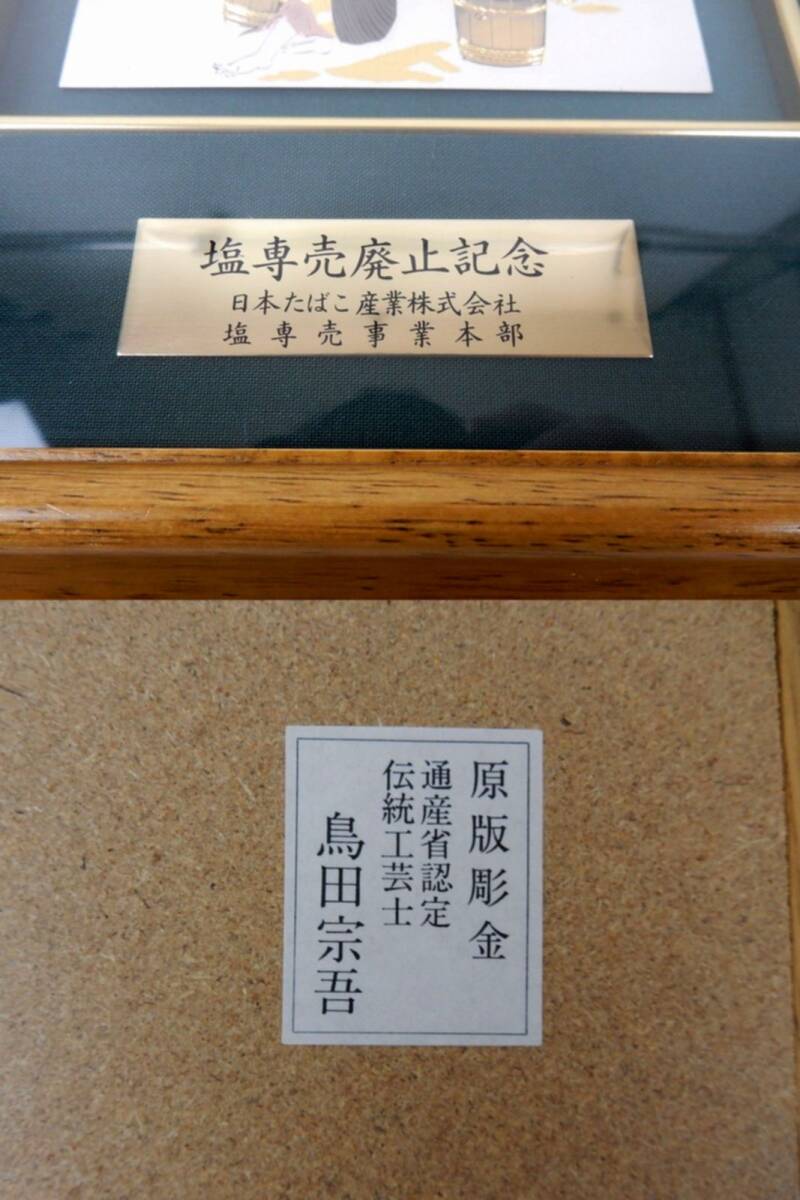 塩専売廃止記念
日本たばこ産業株式会社
塩専売事業本部
原版彫金
通産省認定
伝統工芸士
鳥田宗吾